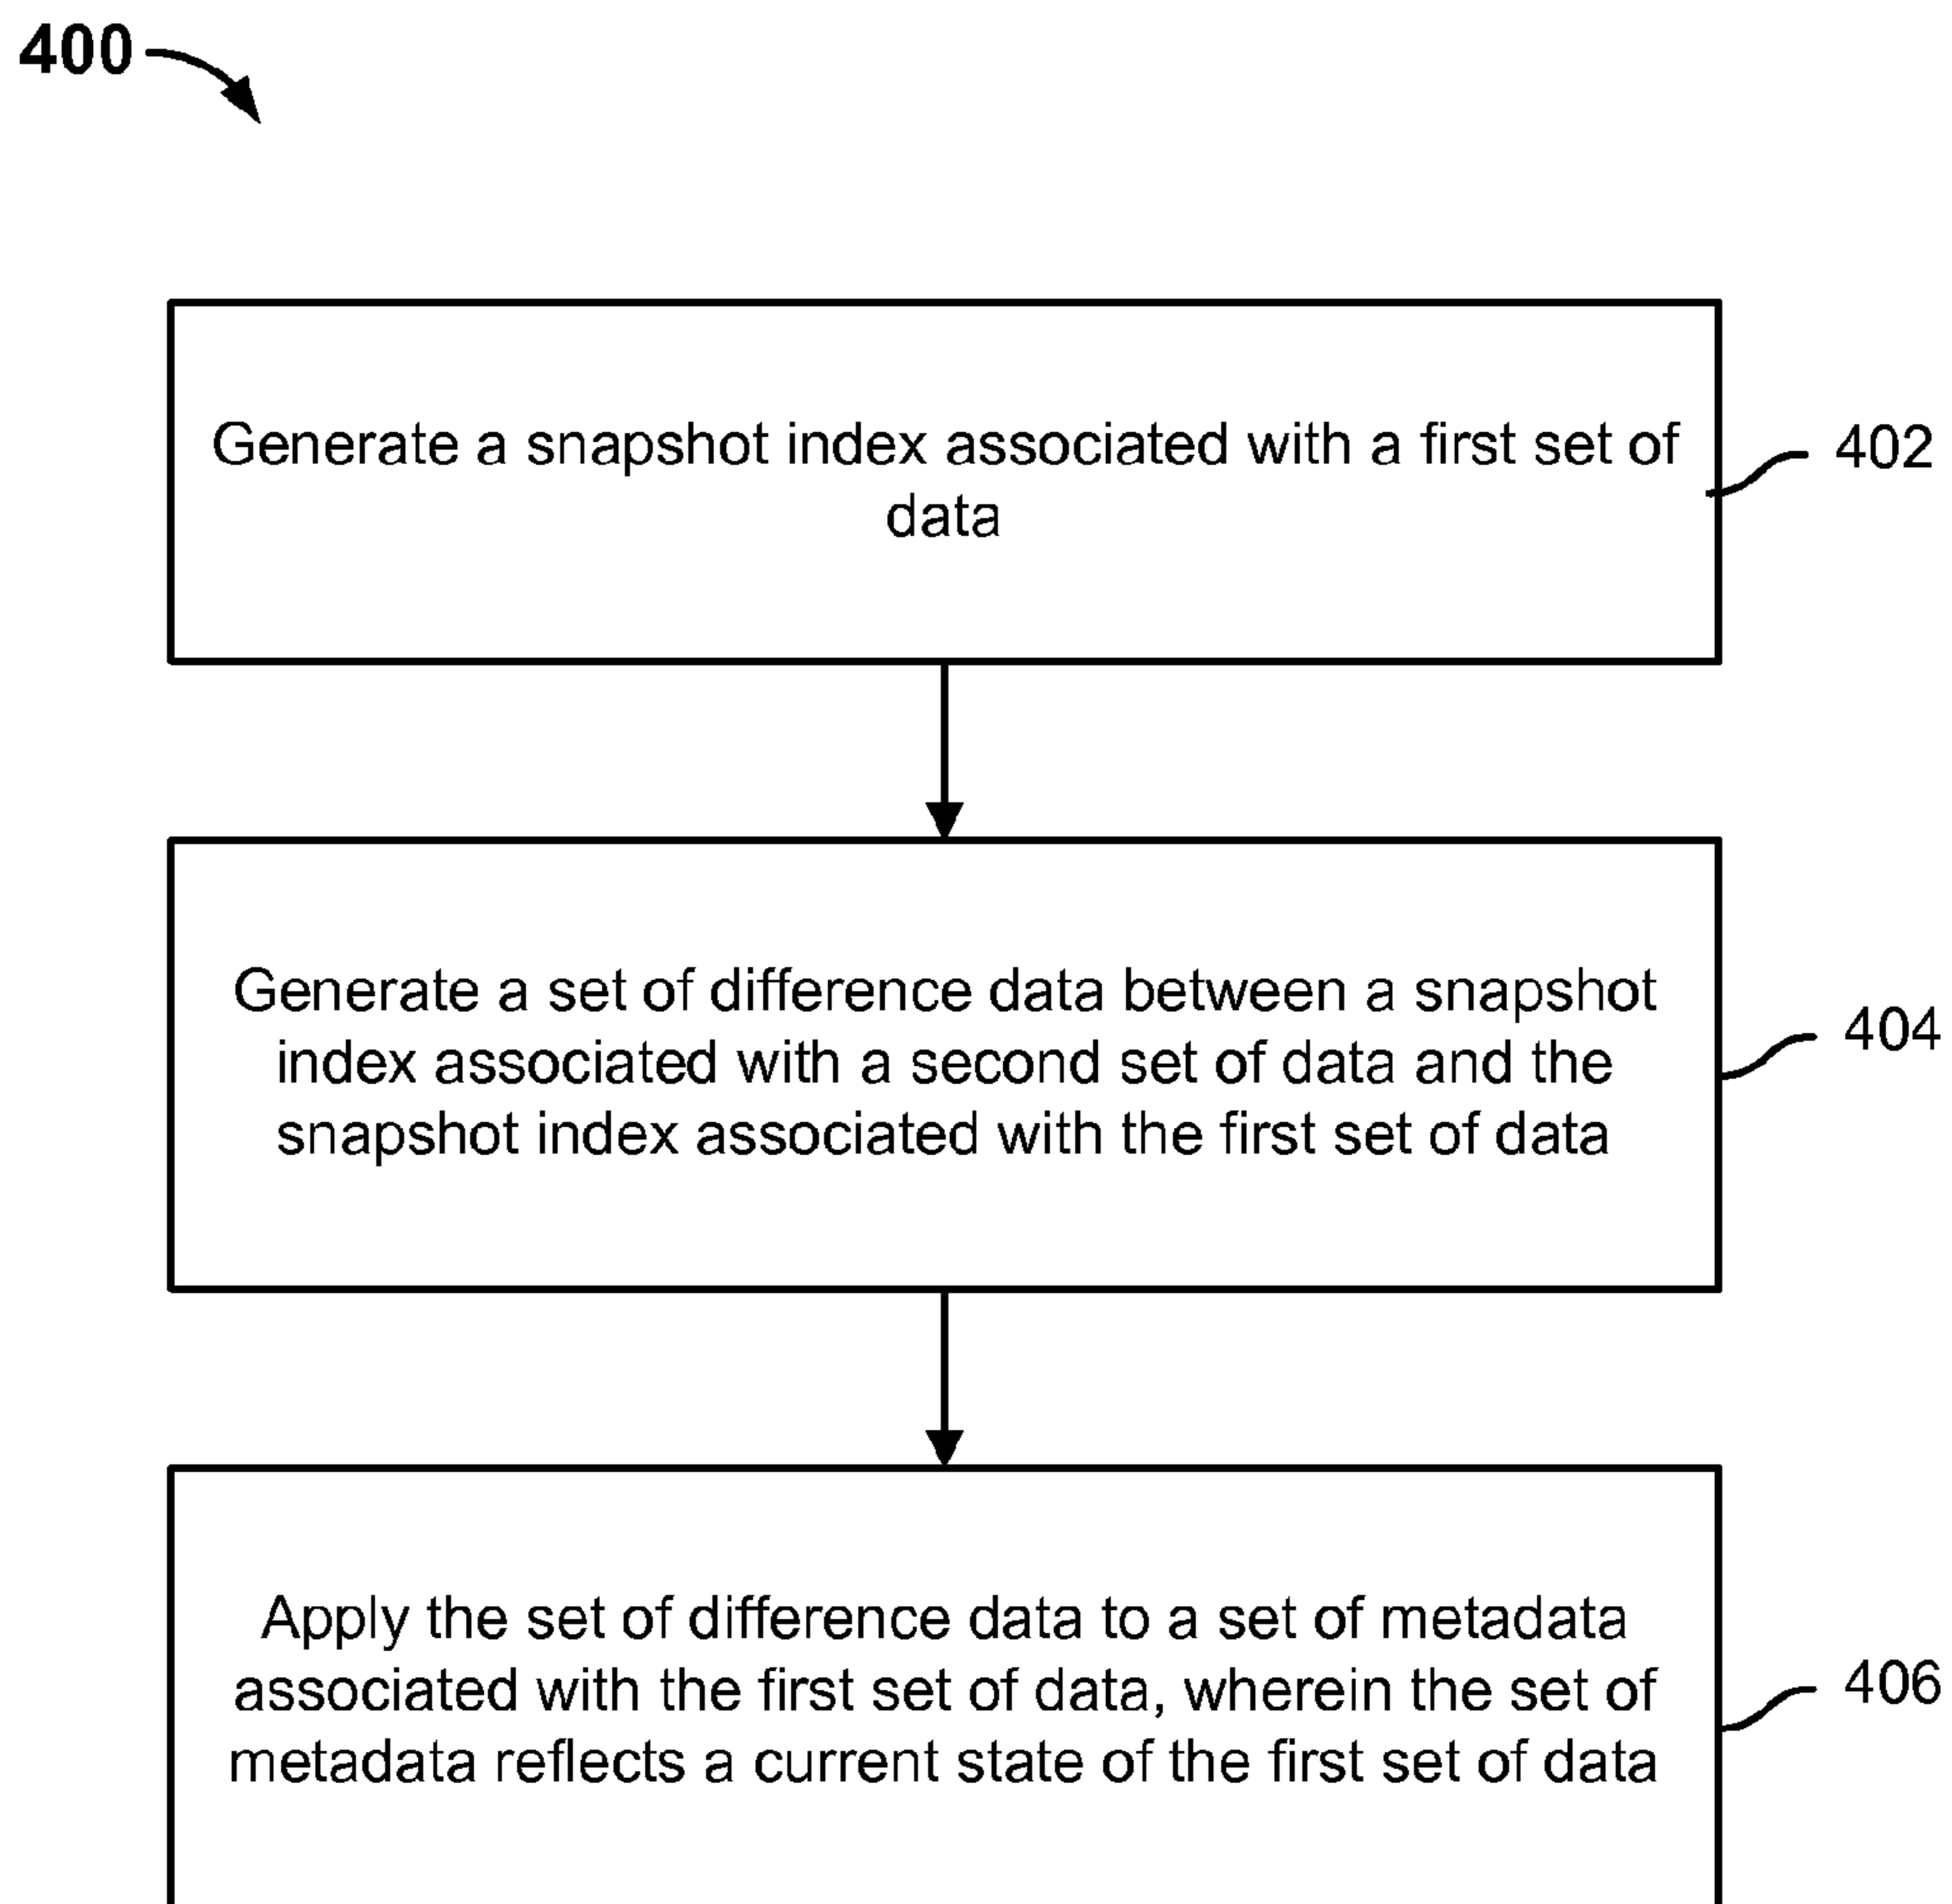 400
Generate a snapshot index associated with a first set of
data
402
Generate a set of difference data between a snapshot
index associated with a second set of data and the
snapshot index associated with the first set of data
404
Apply the set of difference data to a set of metadata
associated with the first set of data, wherein the set of
metadata reflects a current state of the first set of data
406